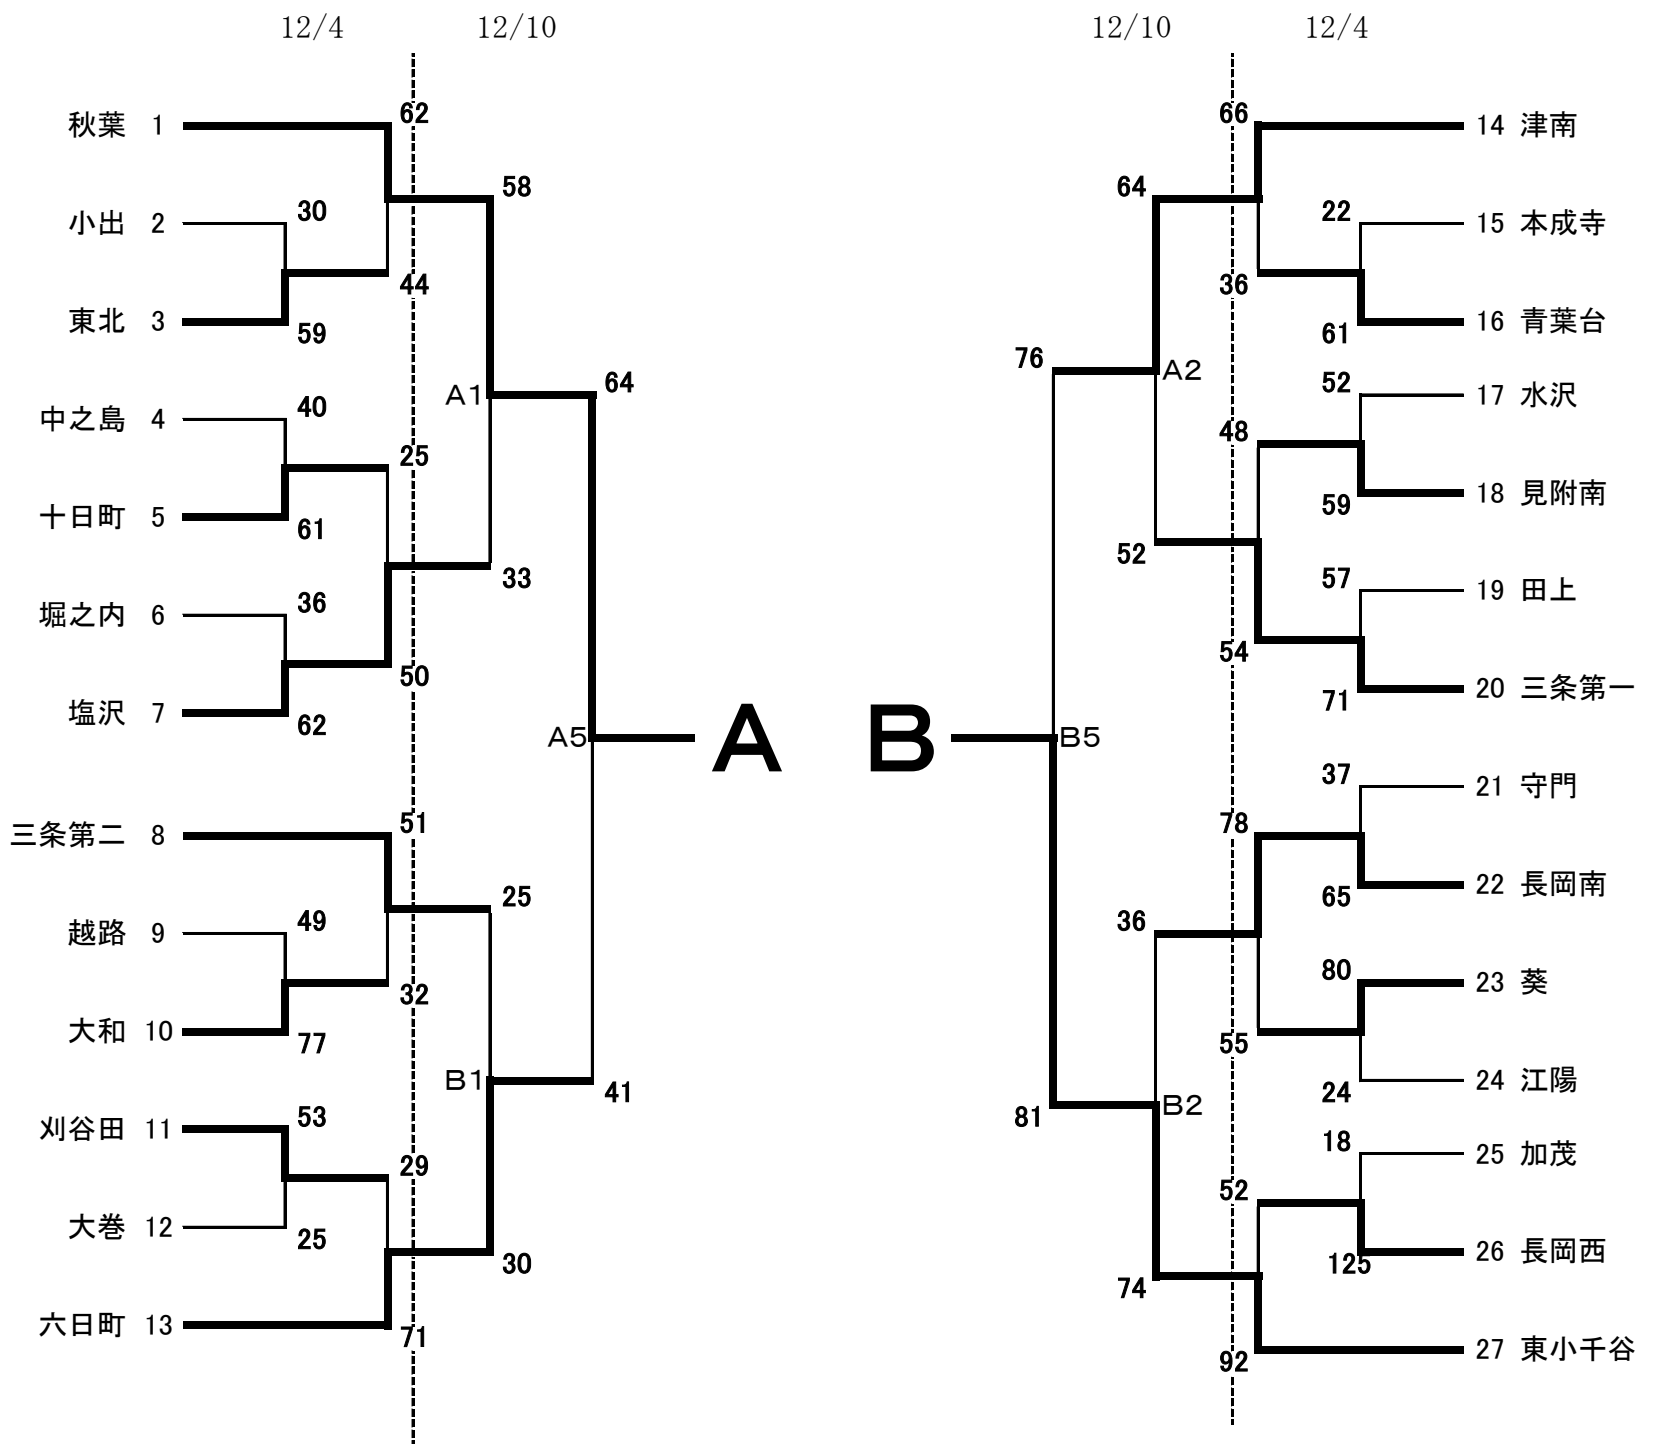 12/4 12/10 12/10 12/4
62 66
秋葉 1 14 津南
58 64
30 22
小出 2 15 本成寺
44 36
東北 3 16 青葉台
59 61
76 A2
64 52
A1 17 水沢
40
中之島 4
48
25
十日町 5 18 見附南
59
61
52
33 57
36 19 田上
堀之内 6
54
50
三条第一 20
71
塩沢 7
62
A5 A B B5
37
21 守門
51 78
三条第二 8
22 長岡南
25 65
49 36
越路 9
80
23 葵
32
大和 10
77 55
B1 24 江陽
41 24
81 B2
53
刈谷田 11
18
25 加茂
29
52
大巻 12
25
26 長岡西
30 125
74
六日町 13
71
27 東小千谷
92